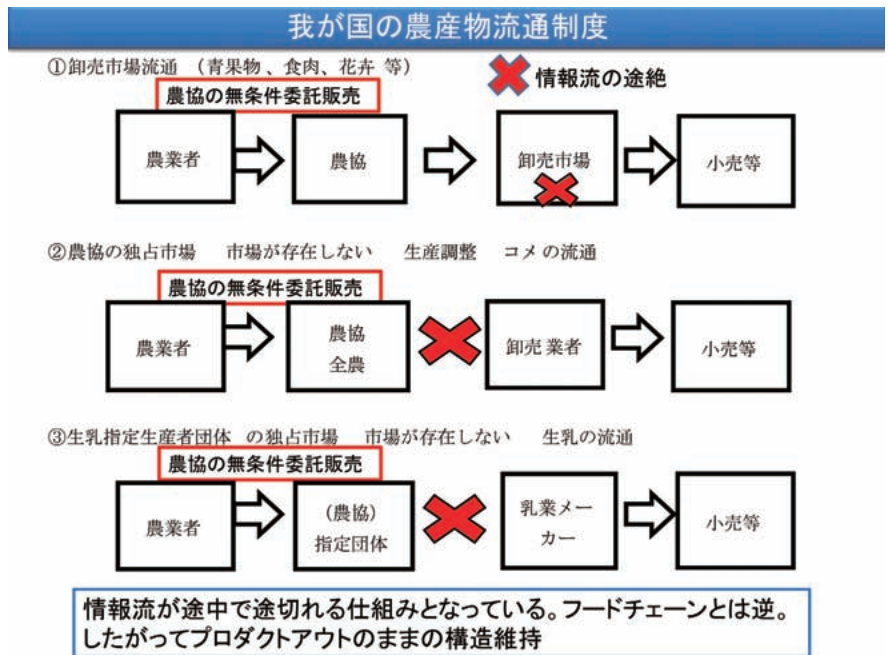 我が国の農産物流通制度
①卸売市場流通 (青果物、食肉、花卉 等)
情報流の途絶
農協の無条件委託販売
農業者
農協
卸売市場
小売等
②農協の独占市場 市場が存在しない 生産調整 コメの流通
農協の無条件委託販売
農業者
農協
全農
卸売業者
小売等
③生乳指定生産者団体 の独占市場 市場が存在しない 生乳の流通
農協の無条件委託販売
農業者
(農協)
指定団体
乳業メー
カー
小売等
情報流が途中で途切れる仕組みとなっている。フードチェーンとは逆。
したがってプロダクトアウトのままの構造維持